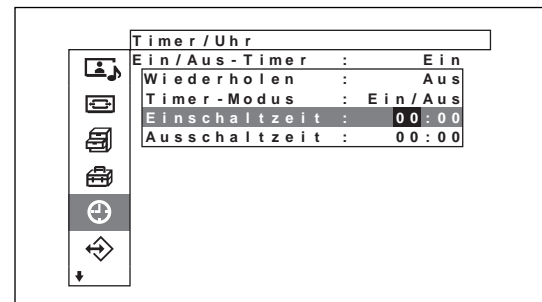 Timer/Uhr
Ein/Aus-Timer : Ein
Wiederholen : Aus
Timer-Modus : Ein/Aus
Einschaltzeit : 00:00
Ausschaltzeit : 00:00